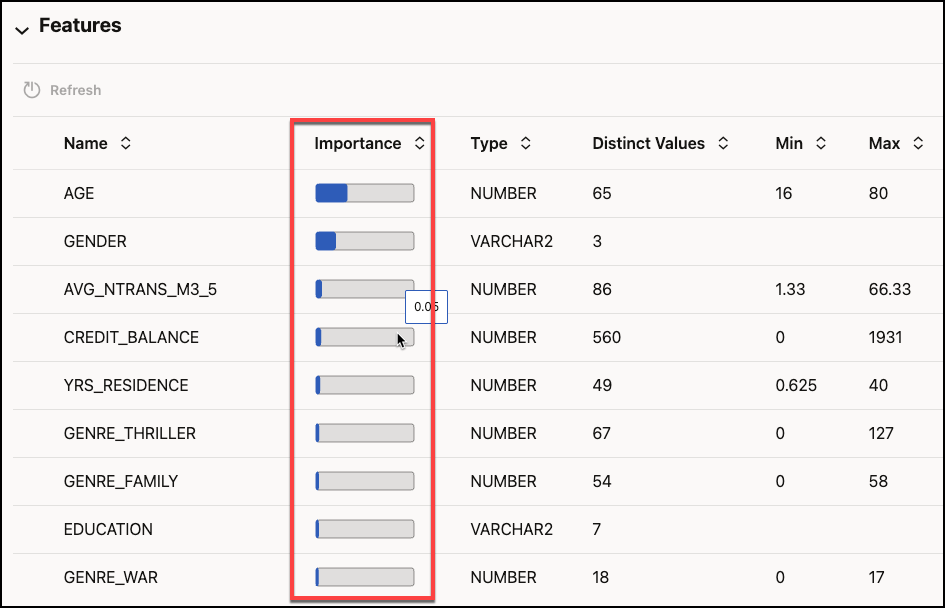 Features
Refresh
Name Importance Type Distinct Values Min Max
AGE NUMBER 65 16 80
GENDER VARCHAR2 3
AVG_NTRANS_M3_5 NUMBER 86 1.33 66.33
0.05
CREDIT_BALANCE NUMBER 560 0 1931
YRS_RESIDENCE NUMBER 49 0.625 40
GENRE_THRILLER NUMBER 67 0 127
GENRE_FAMILY NUMBER 54 0 58
EDUCATION VARCHAR2 7
GENRE_WAR NUMBER 18 0 17